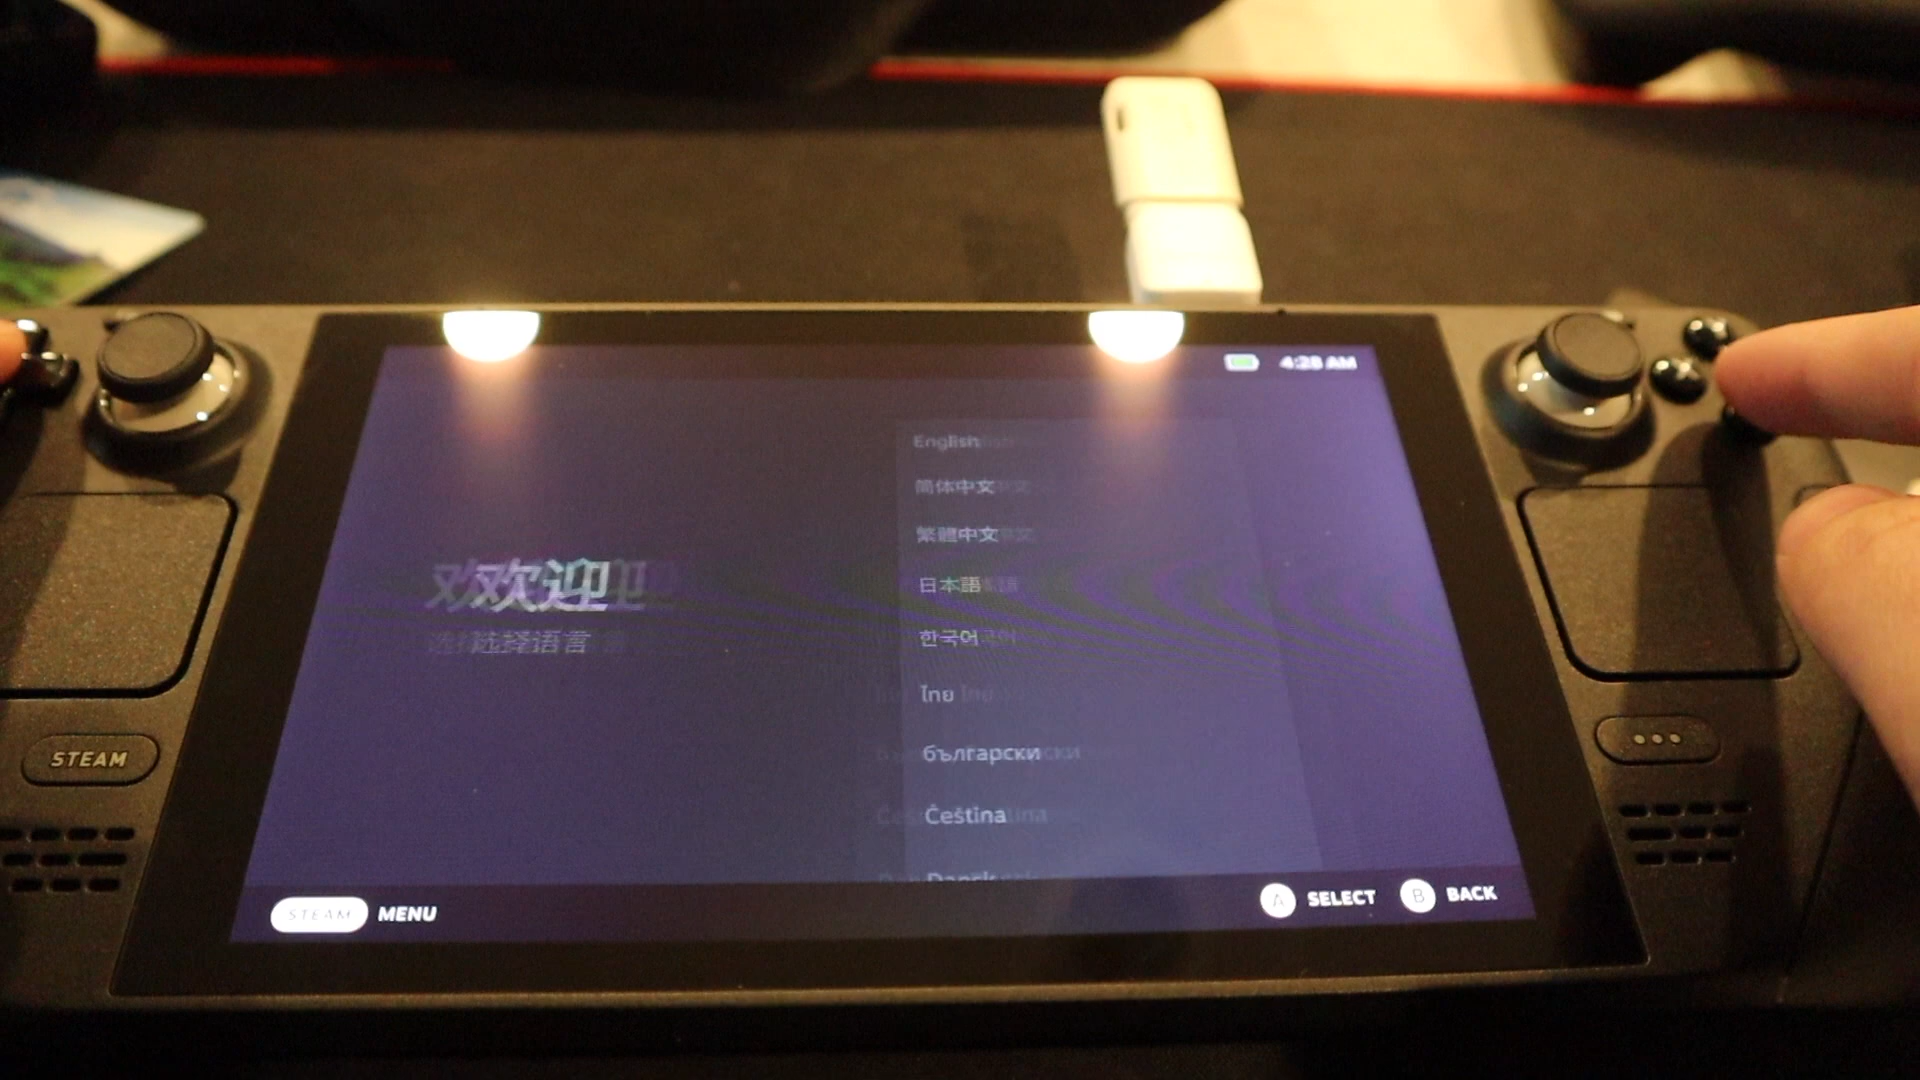 4:28 AM
English
简体中文
繁體中文
日本語
한국어
ไทย
български
Čeština
Dansk
欢迎
选择语言
STEAM
STEAM MENU
A SELECT B BACK